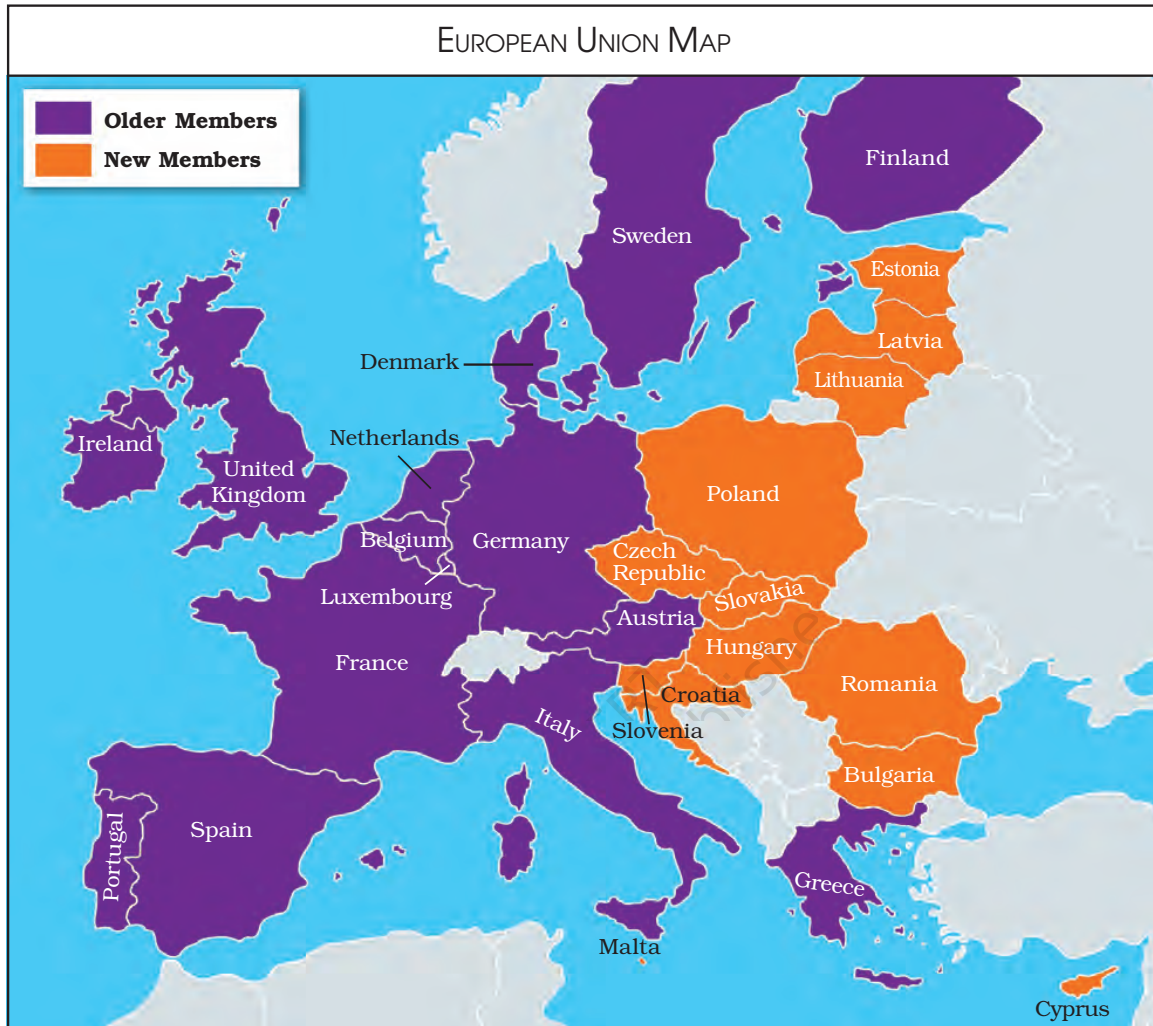 EUROPEAN UNION MAP
Older Members
New Members
Finland
Sweden
Estonia
Latvia
Lithuania
Denmark
Netherlands
Ireland
United
Kingdom
Poland
Belgium
Germany
Czech
Republic
Luxembourg
Slovakia
Austria
Hungary
France
Romania
Croatia
Slovenia
Italy
Bulgaria
Portugal
Spain
Greece
Malta
Cyprus